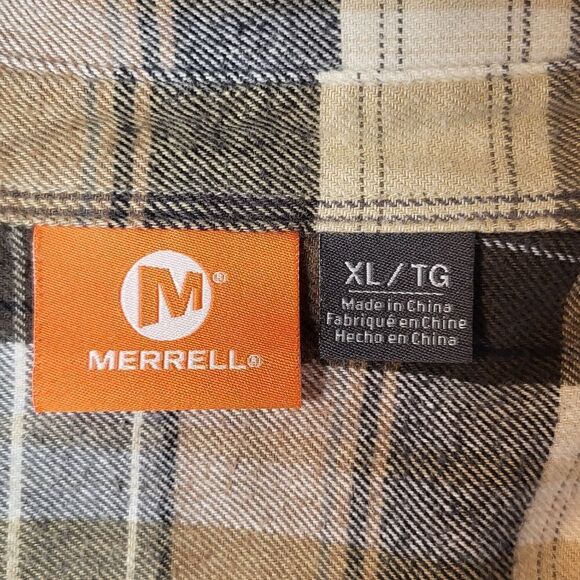 M®
MERRELL®
XL/TG
Made in China
Fabriqué en Chine
Hecho en China